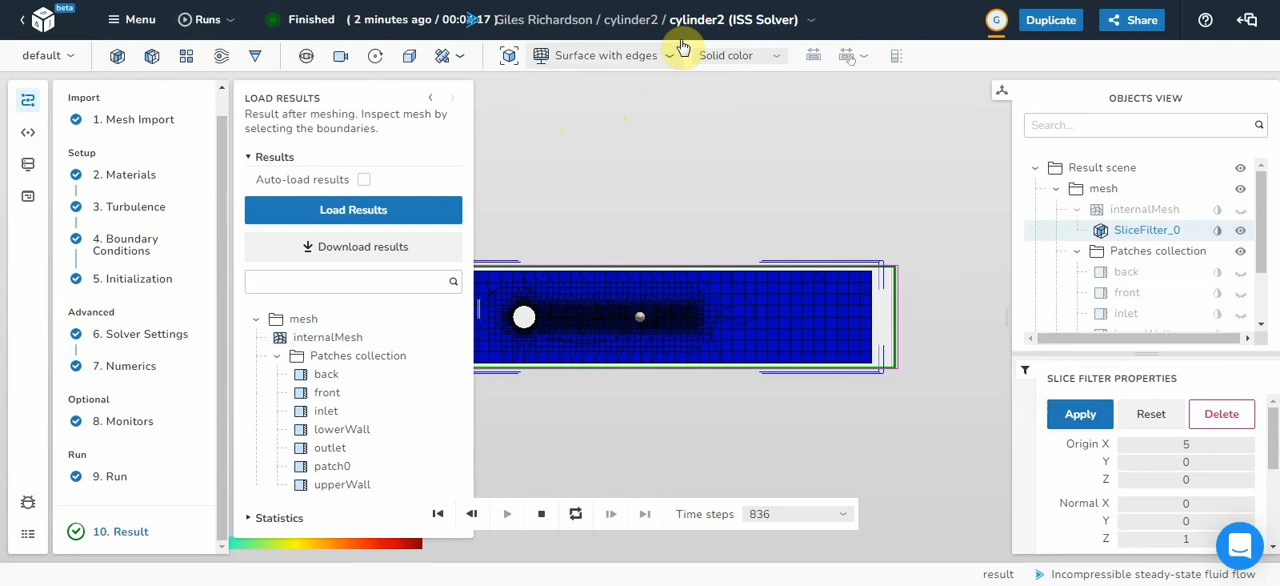 beta
Menu
Runs
Finished ( 2 minutes ago / 00:0 17 ) Giles Richardson / cylinder2 / cylinder2 (ISS Solver)
G
Duplicate
Share
default
Surface with edges
Solid color
Import
1. Mesh Import
Setup
2. Materials
3. Turbulence
4. Boundary
Conditions
5. Initialization
Advanced
6. Solver Settings
7. Numerics
Optional
8. Monitors
Run
9. Run
10. Result
LOAD RESULTS
Result after meshing. Inspect mesh by
selecting the boundaries.
Results
Auto-load results
Load Results
Download results
mesh
internalMesh
Patches collection
back
front
inlet
lowerWall
outlet
patch0
upperWall
Statistics
Time steps 836
OBJECTS VIEW
Search...
Result scene
mesh
internalMesh
SliceFilter_0
Patches collection
back
front
inlet
SLICE FILTER PROPERTIES
Apply
Reset
Delete
Origin X 5
Y 0
Z 0
Normal X 0
Y 0
Z 1
result
Incompressible steady-state fluid flow